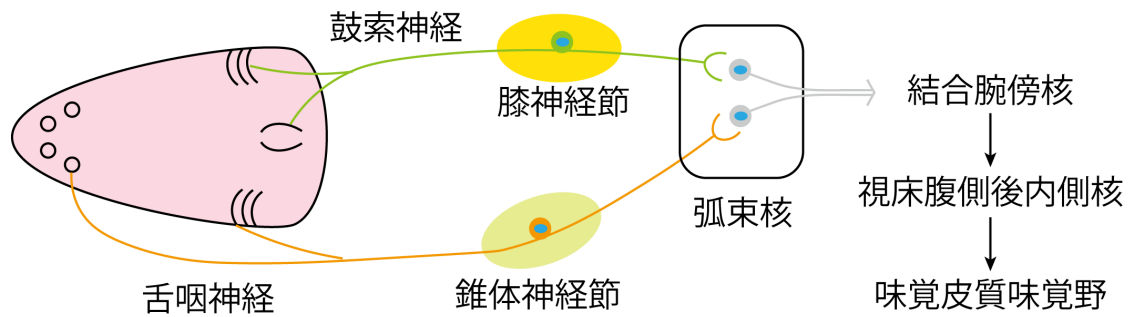 鼓索神経
膝神経節
結合腕傍核
視床腹側後内側核
弧束核
舌咽神経
錐体神経節
味覚皮質味覚野